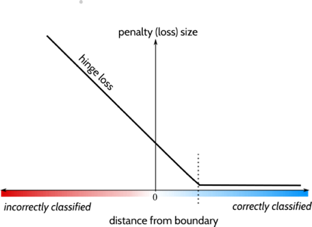 penalty (loss) size
hinge loss
0
incorrectly classified
correctly classified
distance from boundary